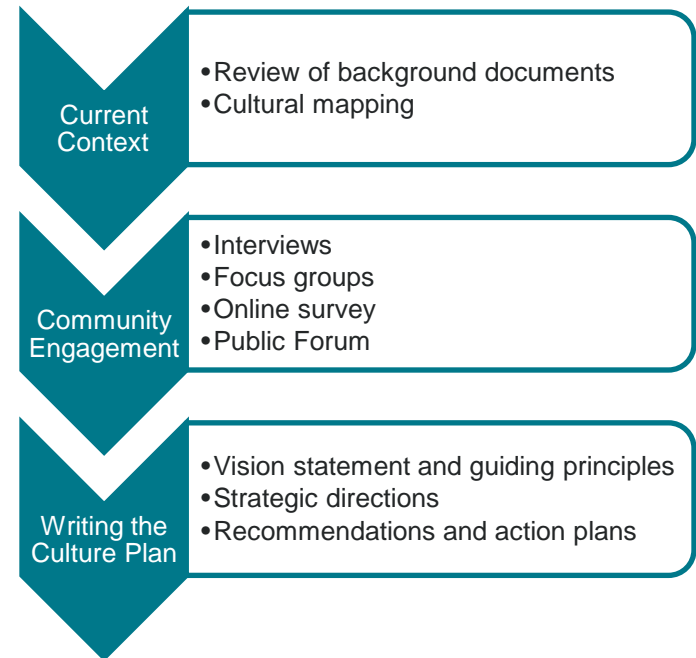 Current
Context
•Review of background documents
•Cultural mapping
Community
Engagement
•Interviews
•Focus groups
•Online survey
•Public Forum
Writing the
Culture Plan
•Vision statement and guiding principles
•Strategic directions
•Recommendations and action plans